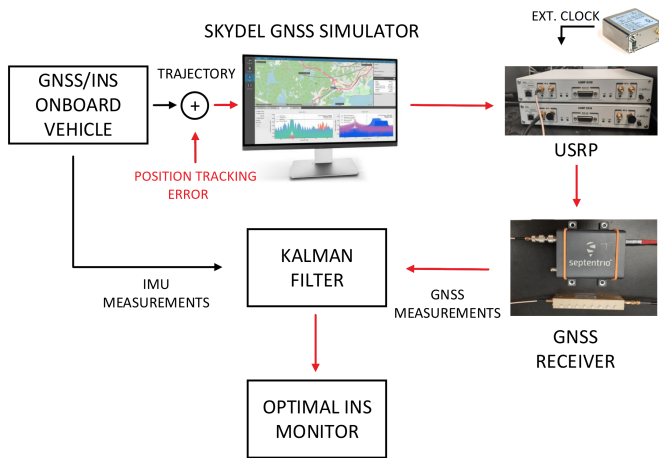 EXT. CLOCK
SKYDEL GNSS SIMULATOR
GNSS/INS
ONBOARD
VEHICLE
TRAJECTORY
+
USRP
POSITION TRACKING
ERROR
septentrio
KALMAN
FILTER
IMU
MEASUREMENTS
GNSS
MEASUREMENTS
GNSS
RECEIVER
OPTIMAL INS
MONITOR